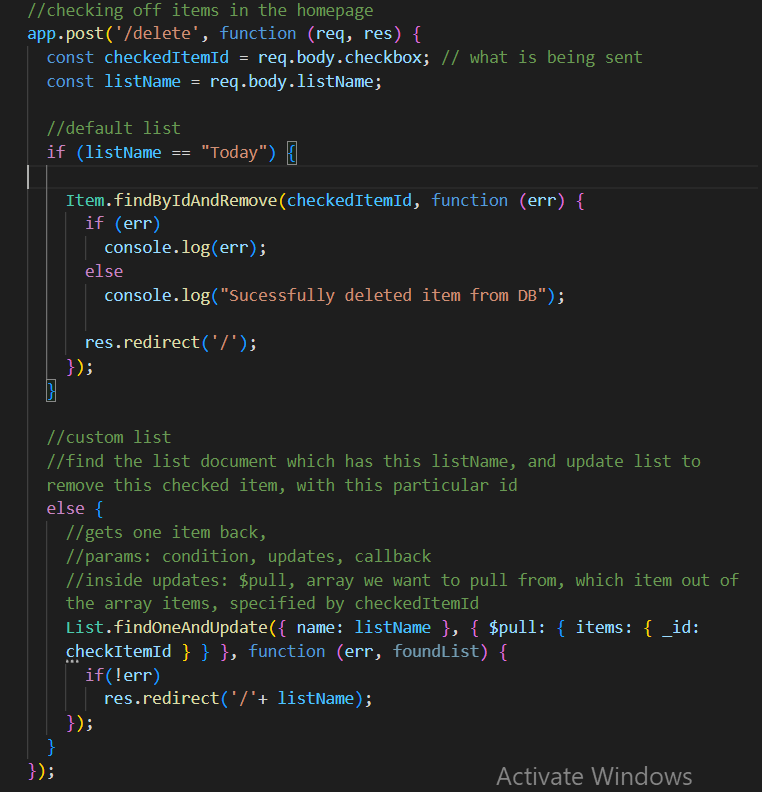 //checking off items in the homepage
app.post('/delete', function (req, res) {
const checkedItemId = req.body.checkbox; // what is being sent
const listName = req.body.listName;
//default list
if (listName == "Today") {
Item.findByIdAndRemove(checkedItemId, function (err) {
if (err)
console.log(err);
else
console.log("Sucessfully deleted item from DB");
res.redirect('/');
});
}
//custom list
//find the list document which has this listName, and update list to
remove this checked item, with this particular id
else {
//gets one item back,
//params: condition, updates, callback
//inside updates: $pull, array we want to pull from, which item out of
the array items, specified by checkedItemId
List.findOneAndUpdate({ name: listName }, { $pull: { items: { _id:
checkItemId } } }, function (err, foundList) {
if(!err)
res.redirect('/'+ listName);
});
}
});
Activate Windows